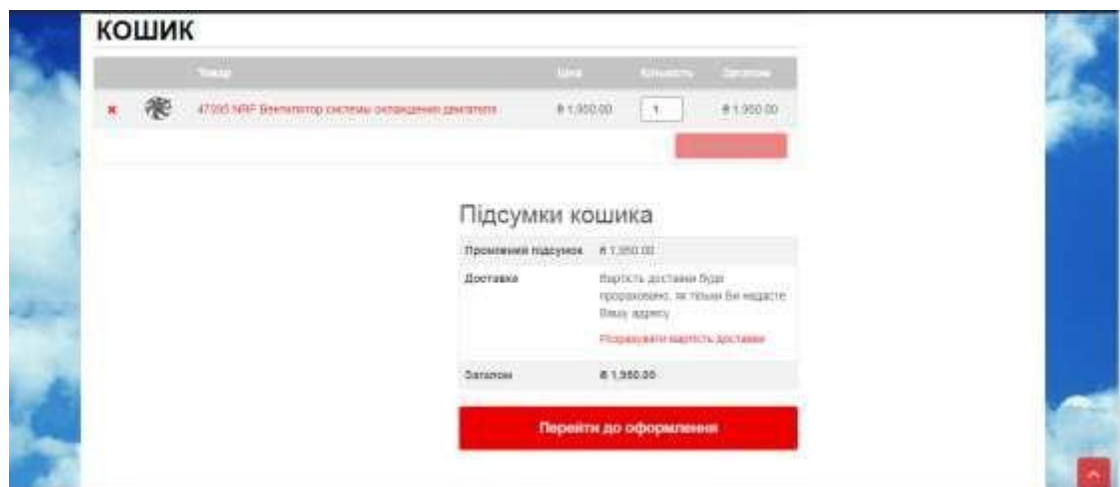 КОШИК
Товар Ціна Кількість Загалом
47395 NRF Вентилятор системы охлаждения двигателя ₴ 1,950.00 1 ₴ 1,950.00
Підсумки кошика
Проміжний підсумок ₴ 1,950.00
Доставка Вартість доставки буде
прораховано, як тільки Ви надасте
Вашу адресу
Розрахувати вартість доставки
Загалом ₴ 1,950.00
Перейти до оформлення